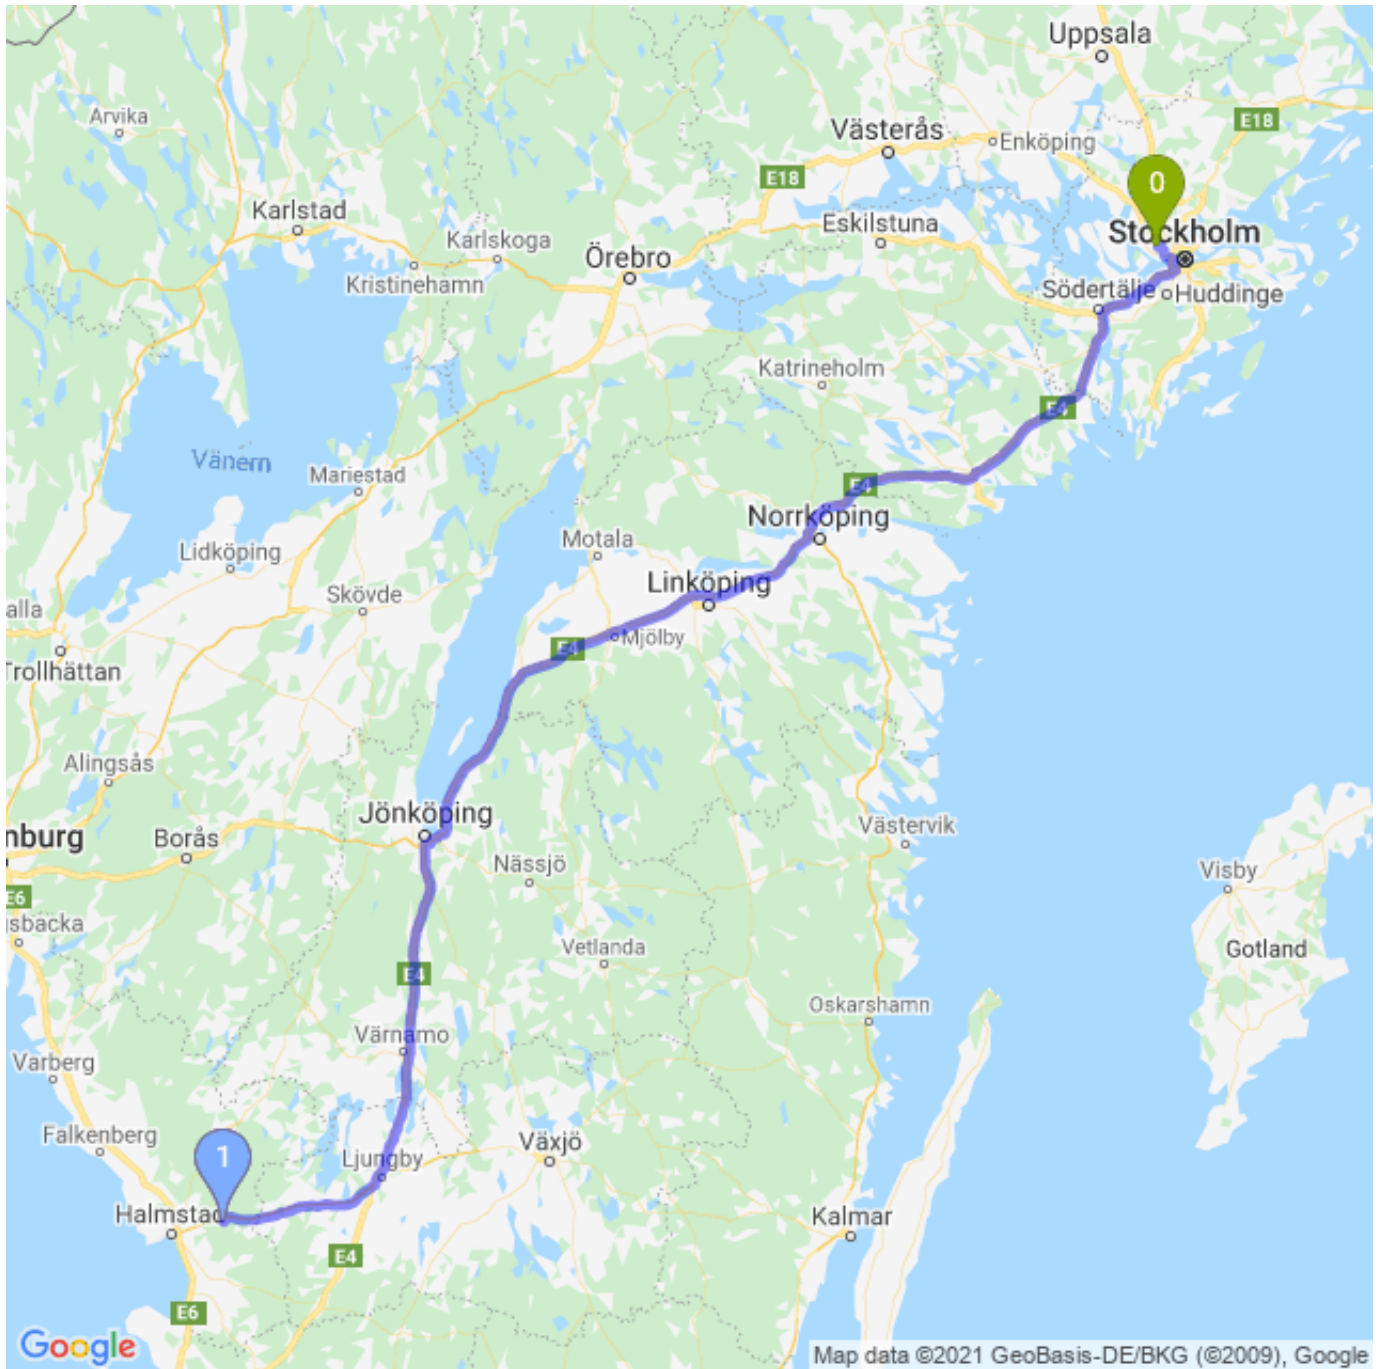 Uppsala
Arvika
E18
Västerås
Enköping
E18
0
Karlstad
Eskilstuna
Stockholm
Karlskoga
Örebro
Kristinehamn
Södertälje
Huddinge
Katrineholm
E4
Vänern
Mariestad
E4
Norrköping
Motala
Lidköping
Linköping
Skövde
alla
Mjölby
E4
Trollhättan
Alingsås
Jönköping
nburg
Borås
Västervik
Nässjö
Visby
E6
gsbacka
Vetlanda
Gotland
E4
Oskarshamn
Värnamo
Varberg
Falkenberg
Växjö
1
Ljungby
Halmstad
Kalmar
E4
E6
Google
Map data ©2021 GeoBasis-DE/BKG (©2009), Google